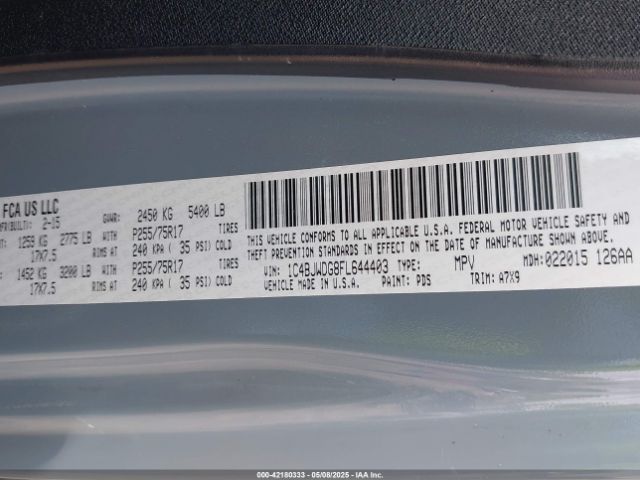 FCA US LLC
MFR(BUILT): 2-15 GVWR: 2450 KG 5400 LB
1259 KG 2775 LB P255/75R17 TIRES
17X7.5 RIMS AT 240 KPA ( 35 PSI) COLD
1452 KG 3200 LB P255/75R17 TIRES
17X7.5 RIMS AT 240 KPA ( 35 PSI) COLD
THIS VEHICLE CONFORMS TO ALL APPLICABLE U.S.A. FEDERAL MOTOR VEHICLE SAFETY AND
THEFT PREVENTION STANDARDS IN EFFECT ON THE DATE OF MANUFACTURE SHOWN ABOVE.
VIN: 1C4BJWDG8FL644403 TYPE: MPV MDH: 022015 126AA
VEHICLE MADE IN U.S.A. PAINT: PDS TRIM: A7X9
000-42180333 - 05/08/2025 - IAA Inc.